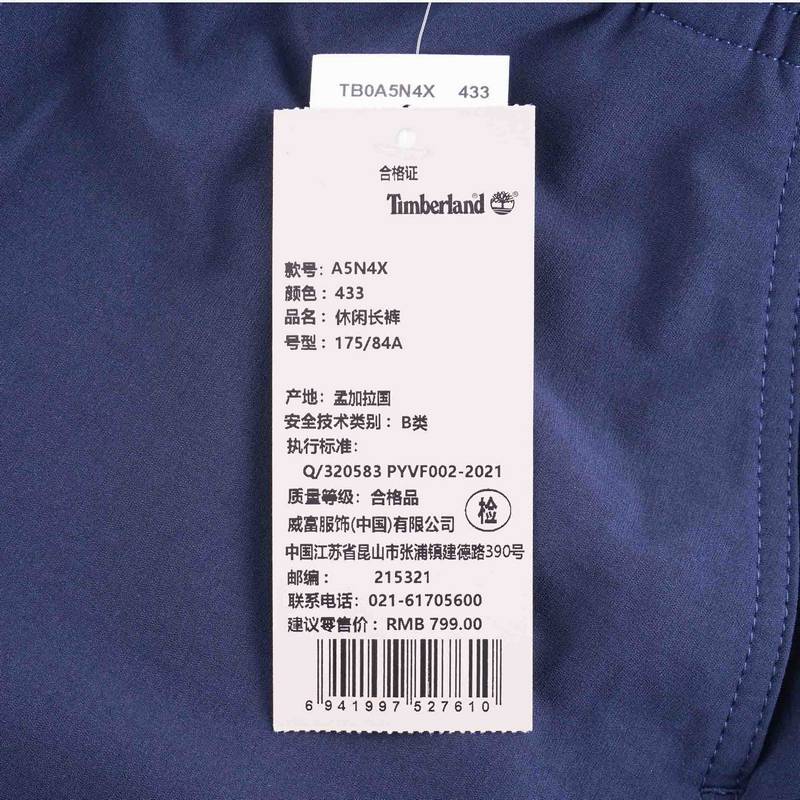 TB0A5N4X 433
合格证
Timberland
款号: A5N4X
颜色: 433
品名: 休闲长裤
号型: 175/84A
产地: 孟加拉国
安全技术类别: B类
执行标准:
Q/320583 PYVF002-2021
质量等级: 合格品
威富服饰(中国)有限公司 检
中国江苏省昆山市张浦镇建德路390号
邮编: 215321
联系电话: 021-61705600
建议零售价: RMB 799.00
6 941997 527610